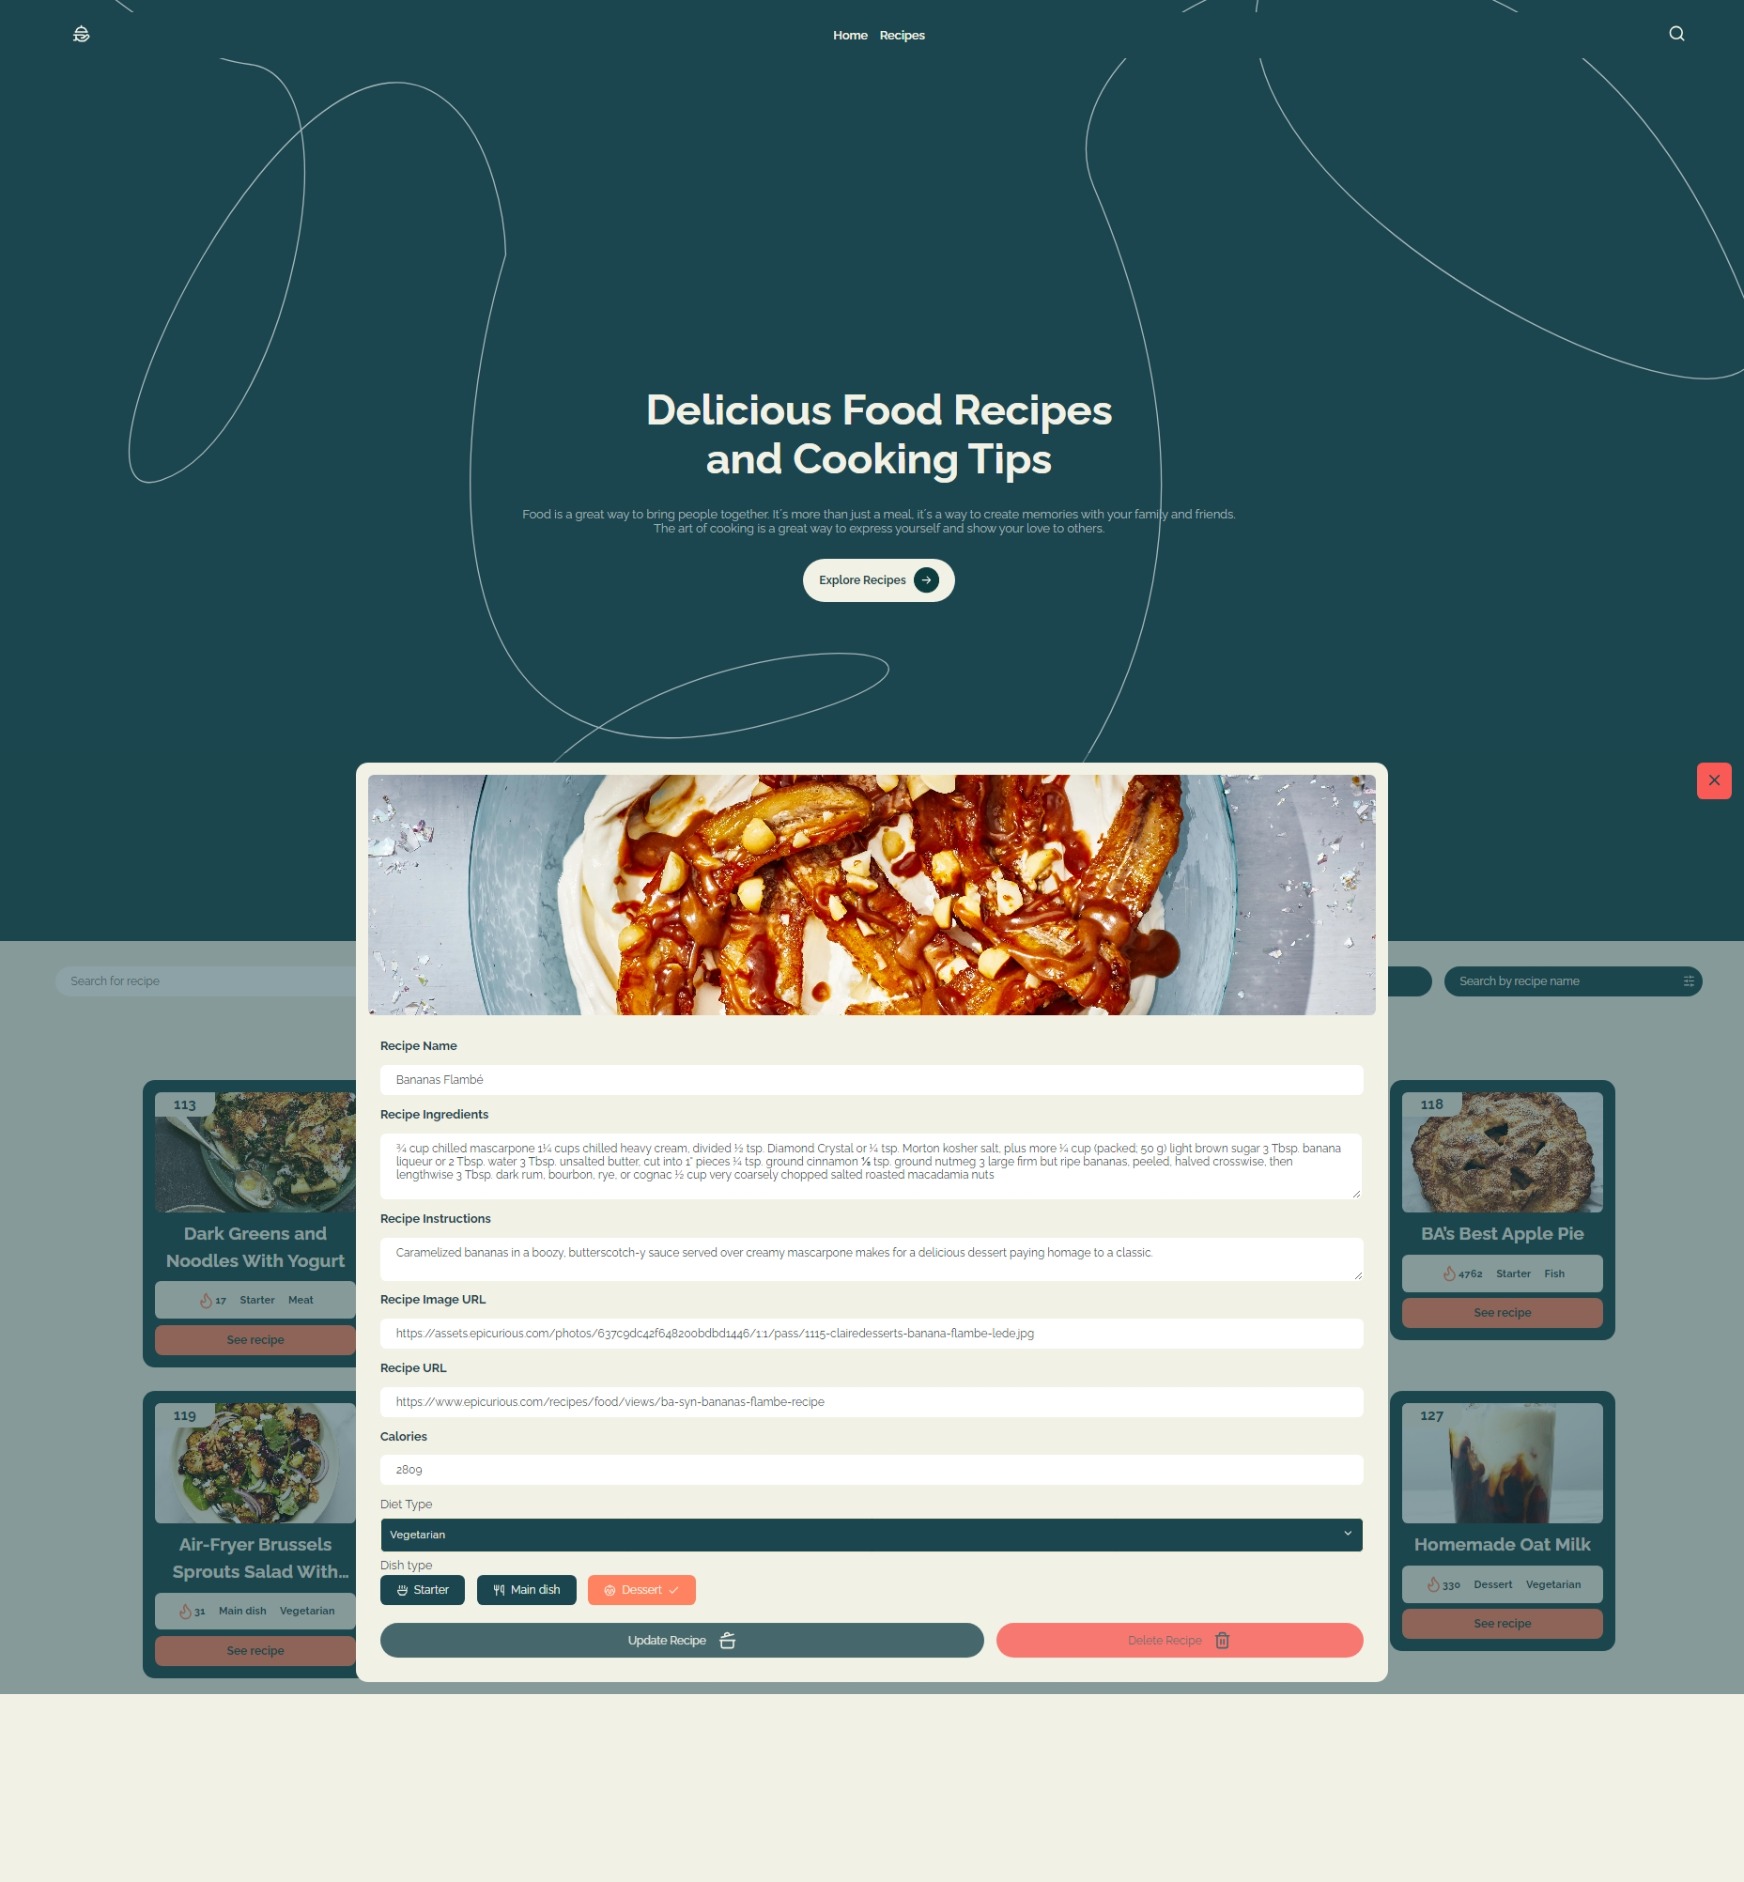 Home Recipes
Delicious Food Recipes
and Cooking Tips
Food is a great way to bring people together. It's more than just a meal, it's a way to create memories with your family and friends.
The art of cooking is a great way to express yourself and show your love to others.
Explore Recipes
Search for recipe
Search by recipe name
Recipe Name
Bananas Flambé
Recipe Ingredients
¾ cup chilled mascarpone 1¼ cups chilled heavy cream, divided ½ tsp. Diamond Crystal or ¼ tsp. Morton kosher salt, plus more ¼ cup (packed; 50 g) light brown sugar 3 Tbsp. banana
liqueur or 2 Tbsp. water 3 Tbsp. unsalted butter, cut into 1" pieces ¼ tsp. ground cinnamon ⅛ tsp. ground nutmeg 3 large firm but ripe bananas, peeled, halved crosswise, then
lengthwise 3 Tbsp. dark rum, bourbon, rye, or cognac ½ cup very coarsely chopped salted roasted macadamia nuts
Recipe Instructions
Caramelized bananas in a boozy, butterscotch-y sauce served over creamy mascarpone makes for a delicious dessert paying homage to a classic.
Recipe Image URL
https://assets.epicurious.com/photos/637c9dc42f648200bdbd1446/1:1/pass/1115-clairedesserts-banana-flambe-lede.jpg
Recipe URL
https://www.epicurious.com/recipes/food/views/ba-syn-bananas-flambe-recipe
Calories
2809
Diet Type
Vegetarian
Dish type
Starter Main dish Dessert
Update Recipe Delete Recipe
113
Dark Greens and
Noodles With Yogurt
17 Starter Meat
See recipe
118
BA's Best Apple Pie
4762 Starter Fish
See recipe
119
Air-Fryer Brussels
Sprouts Salad With...
31 Main dish Vegetarian
See recipe
127
Homemade Oat Milk
330 Dessert Vegetarian
See recipe